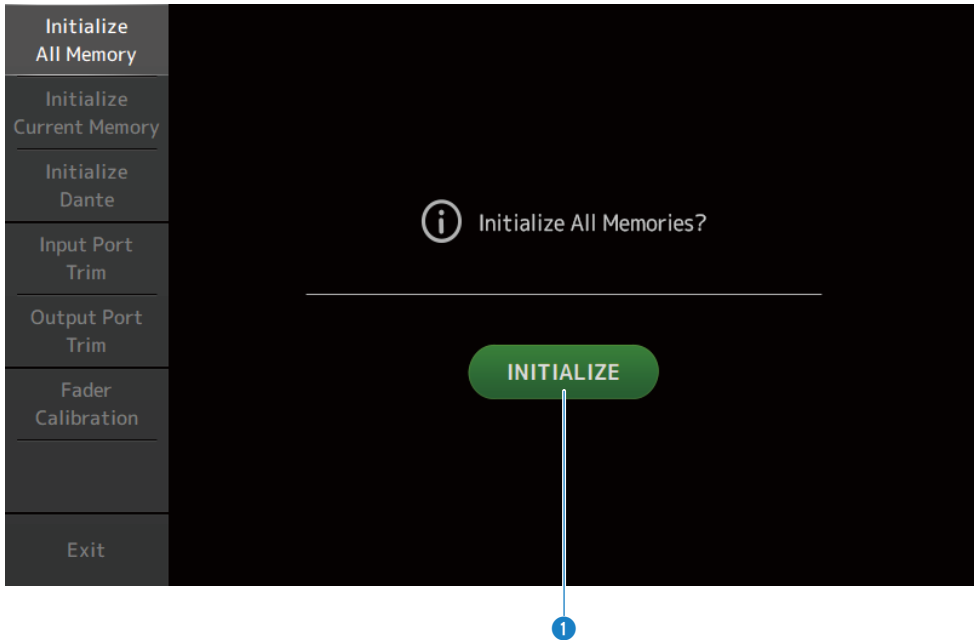 Initialize
All Memory
Initialize
Current Memory
Initialize
Dante
Input Port
Trim
Output Port
Trim
Fader
Calibration
Exit
Initialize All Memories?
INITIALIZE
1